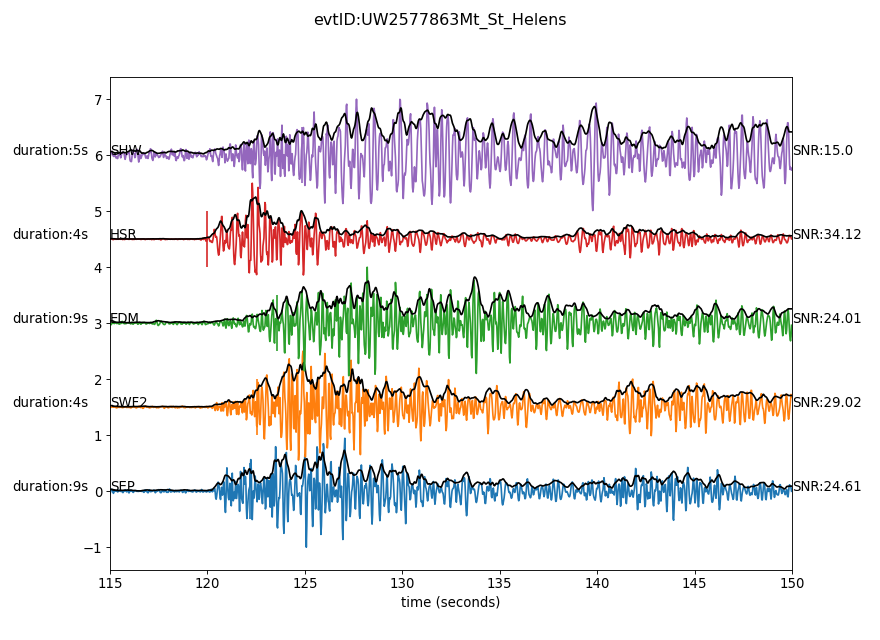 evtID:UW2577863Mt_St_Helens
7
duration:5s SHW SNR:15.0
6
5
duration:4s HSR SNR:34.12
4
duration:9s EDM SNR:24.01
3
2
duration:4s SWF2 SNR:29.02
1
duration:9s SEP SNR:24.61
0
−1
115 120 125 130 135 140 145 150
time (seconds)